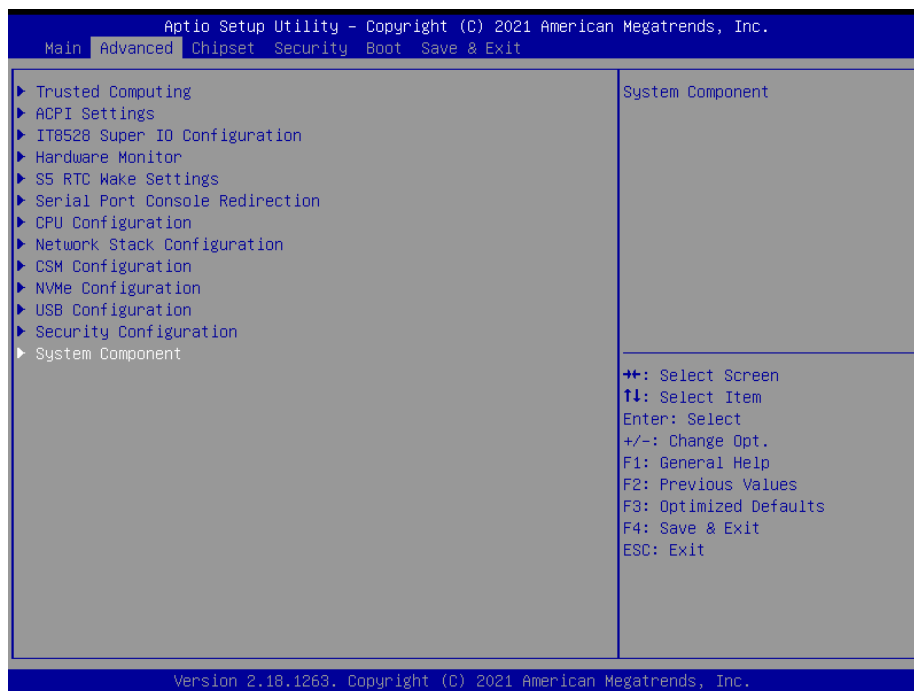 Aptio Setup Utility – Copyright (C) 2021 American Megatrends, Inc.
Main Advanced Chipset Security Boot Save & Exit
Trusted Computing
ACPI Settings
IT8528 Super IO Configuration
Hardware Monitor
S5 RTC Wake Settings
Serial Port Console Redirection
CPU Configuration
Network Stack Configuration
CSM Configuration
NVMe Configuration
USB Configuration
Security Configuration
System Component
System Component
→←: Select Screen
↑↓: Select Item
Enter: Select
+/-: Change Opt.
F1: General Help
F2: Previous Values
F3: Optimized Defaults
F4: Save & Exit
ESC: Exit
Version 2.18.1263. Copyright (C) 2021 American Megatrends, Inc.